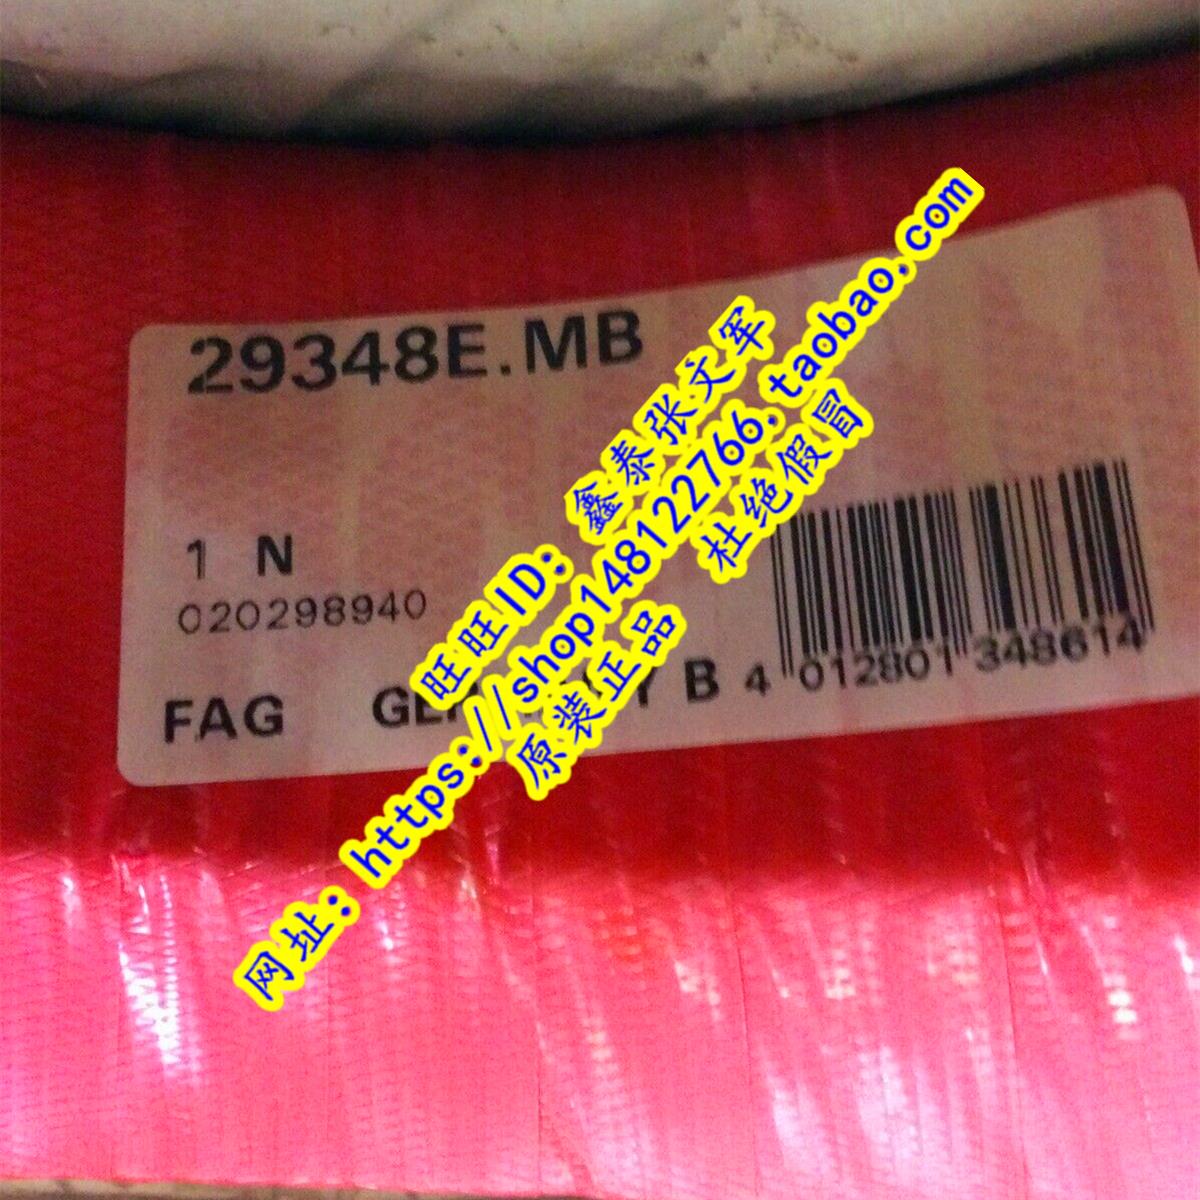 29348E.MB
1 N
020298940
FAG B
4 012801 348614
旺旺ID: 鑫泰张文军
网址: https://shop148122766.taobao.com
原装正品 杜绝假冒